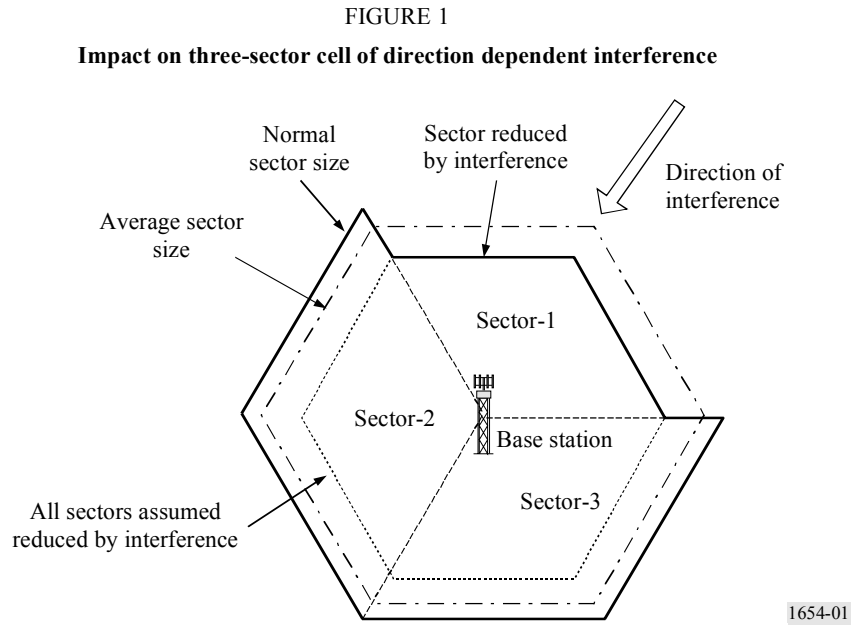 FIGURE 1
Impact on three-sector cell of direction dependent interference
Normal
sector size
Sector reduced
by interference
Direction of
interference
Average sector
size
Sector-1
Sector-2
Base station
Sector-3
All sectors assumed
reduced by interference
1654-01